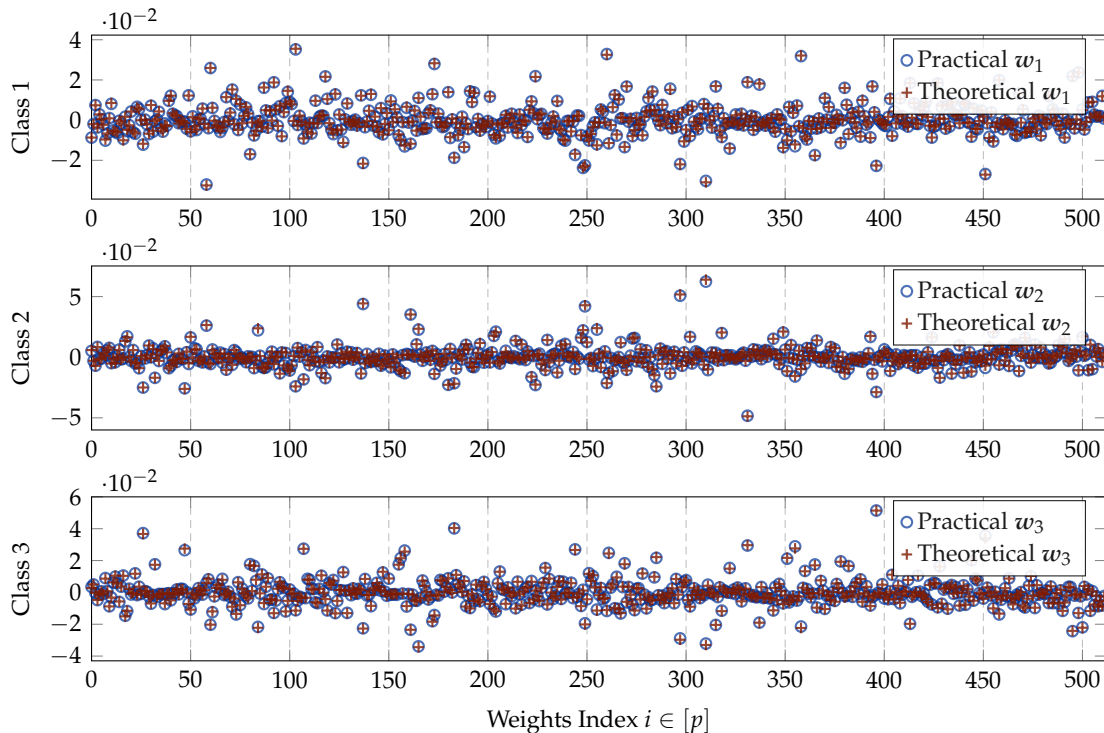 ·10−2
4
2
0
−2
Class 1
Practical w1
Theoretical w1
0 50 100 150 200 250 300 350 400 450 500
·10−2
5
0
−5
Class 2
Practical w2
Theoretical w2
0 50 100 150 200 250 300 350 400 450 500
·10−2
6
4
2
0
−2
−4
Class 3
Practical w3
Theoretical w3
0 50 100 150 200 250 300 350 400 450 500
Weights Index i ∈ [p]